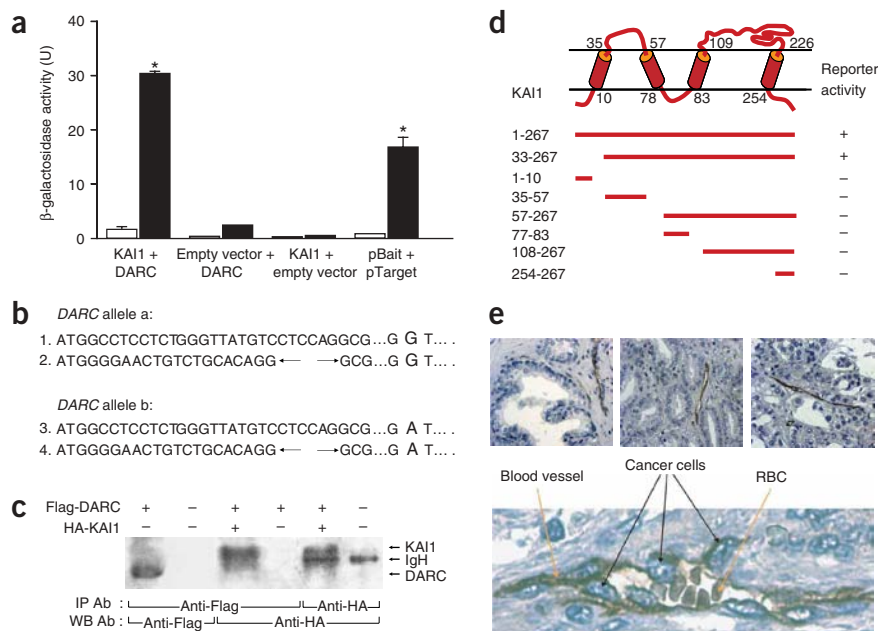 a
β-galactosidase activity (U)
40
30
20
10
0
* *
KAI1 + DARC
Empty vector + DARC
KAI1 + empty vector
pBait + pTarget
b
DARC allele a:
1. ATGGCCTCCTCTGGGTTATGTCCTCCAGGCG...G G T... .
2. ATGGGGAACTGTCTGCACAGG ← → GCG...G G T... .
DARC allele b:
3. ATGGCCTCCTCTGGGTTATGTCCTCCAGGCG...G A T... .
4. ATGGGGAACTGTCTGCACAGG ← → GCG...G A T... .
c
Flag-DARC + − + + + −
HA-KAI1 − − + − + −
KAI1
IgH
DARC
IP Ab : Anti-Flag Anti-HA
WB Ab : Anti-Flag Anti-HA
d
35 57 109 226
KAI1 10 78 83 254
Reporter activity
1-267 +
33-267 +
1-10 −
35-57 −
57-267 −
77-83 −
108-267 −
254-267 −
e
Blood vessel
Cancer cells
RBC